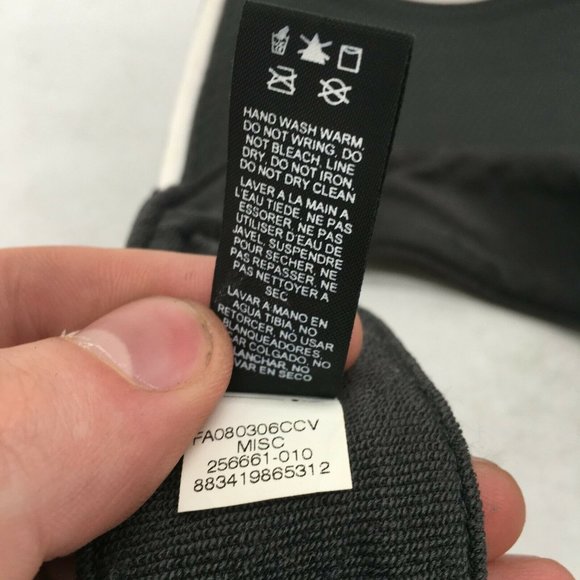 HAND WASH WARM,
DO NOT WRING, DO
NOT BLEACH, LINE
DRY, DO NOT IRON,
DO NOT DRY CLEAN
LAVER A LA MAIN A
L'EAU TIEDE, NE PAS
ESSORER, NE PAS
UTILISER D'EAU DE
JAVEL, SUSPENDRE
POUR SECHER, NE
PAS REPASSER, NE
PAS NETTOYER A
SEC
LAVAR A MANO EN
AGUA TIBIA, NO
RETORCER, NO USAR
BLANQUEADORES,
COLGADO, NO
EN SECO
FA080306CCV
MISC
256661-010
883419865312